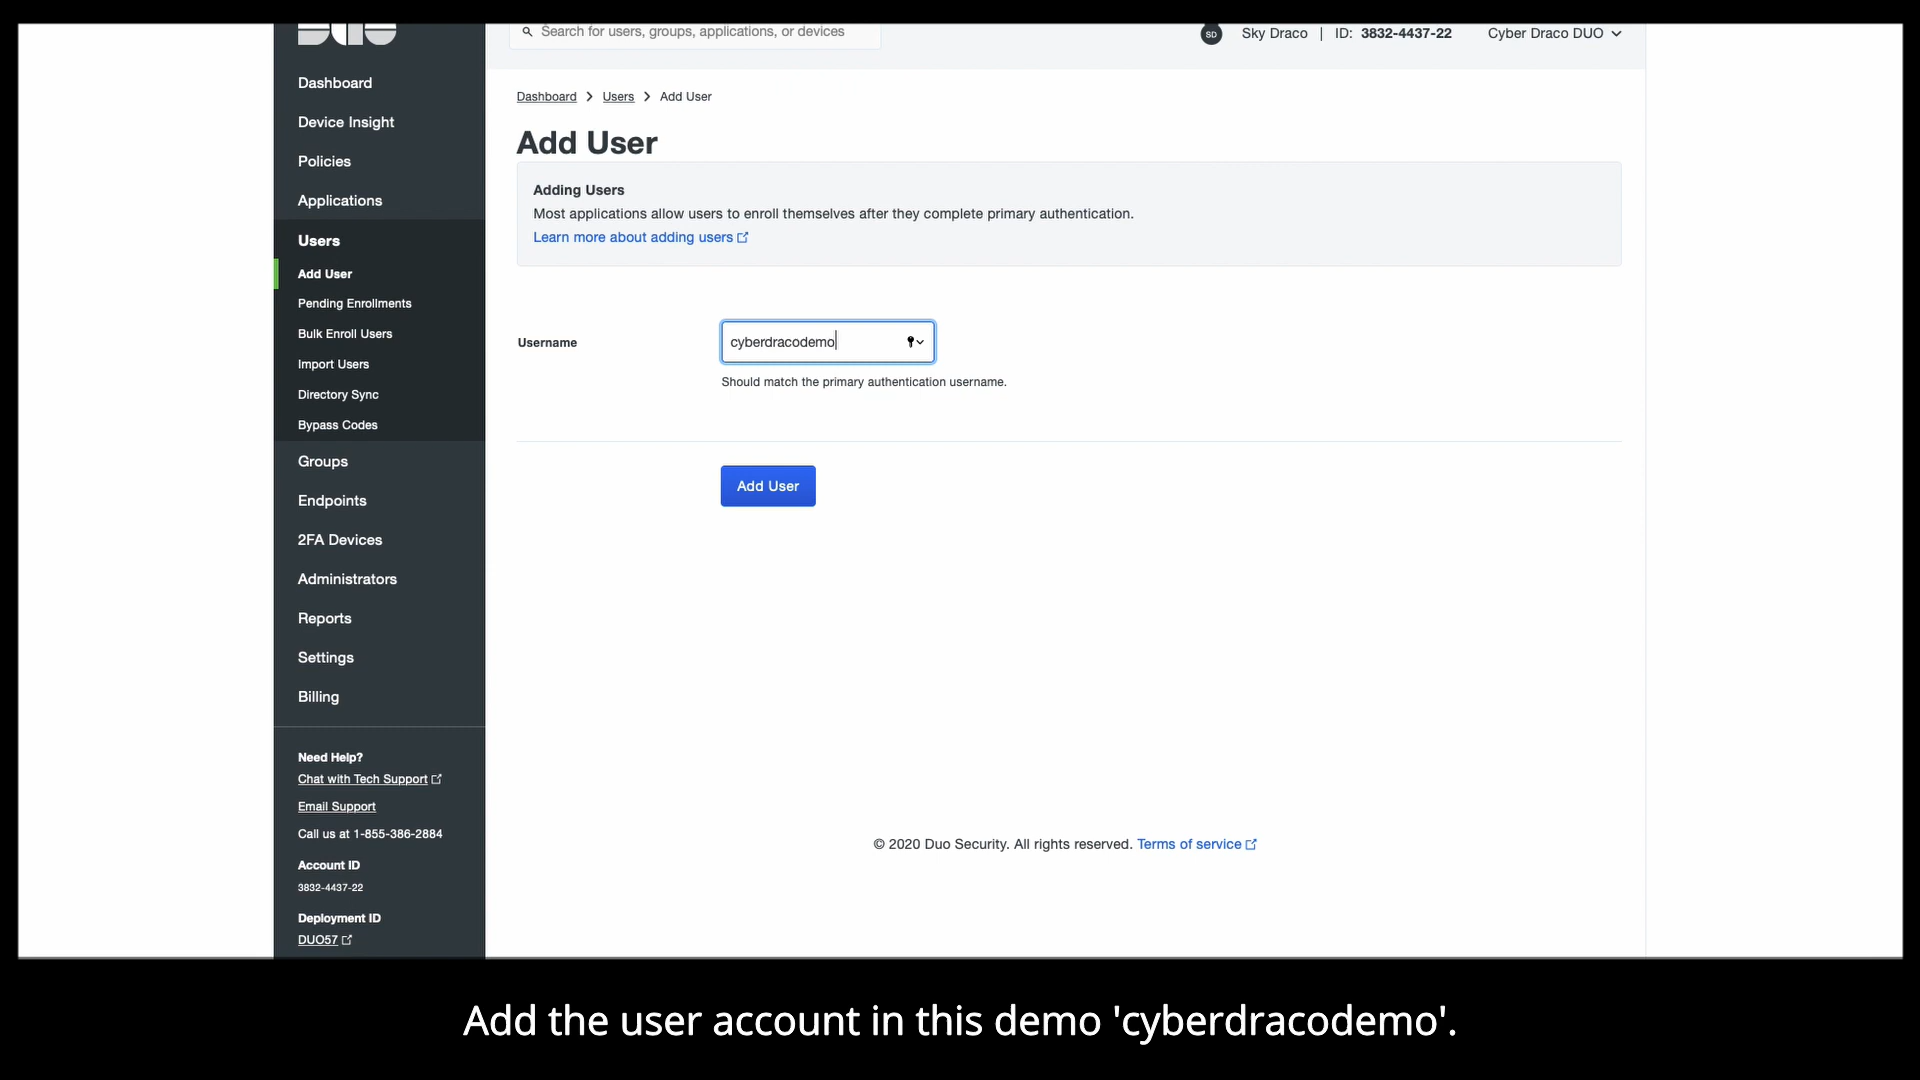 Search for users, groups, applications, or devices
SD Sky Draco | ID: 3832-4437-22 Cyber Draco DUO
Dashboard
Device Insight
Policies
Applications
Users
Add User
Pending Enrollments
Bulk Enroll Users
Import Users
Directory Sync
Bypass Codes
Groups
Endpoints
2FA Devices
Administrators
Reports
Settings
Billing
Need Help?
Chat with Tech Support
Email Support
Call us at 1-855-386-2884
Account ID
3832-4437-22
Deployment ID
DUO57
Dashboard > Users > Add User
Add User
Adding Users
Most applications allow users to enroll themselves after they complete primary authentication.
Learn more about adding users
Username cyberdracodemo
Should match the primary authentication username.
Add User
© 2020 Duo Security. All rights reserved. Terms of service
Add the user account in this demo 'cyberdracodemo'.